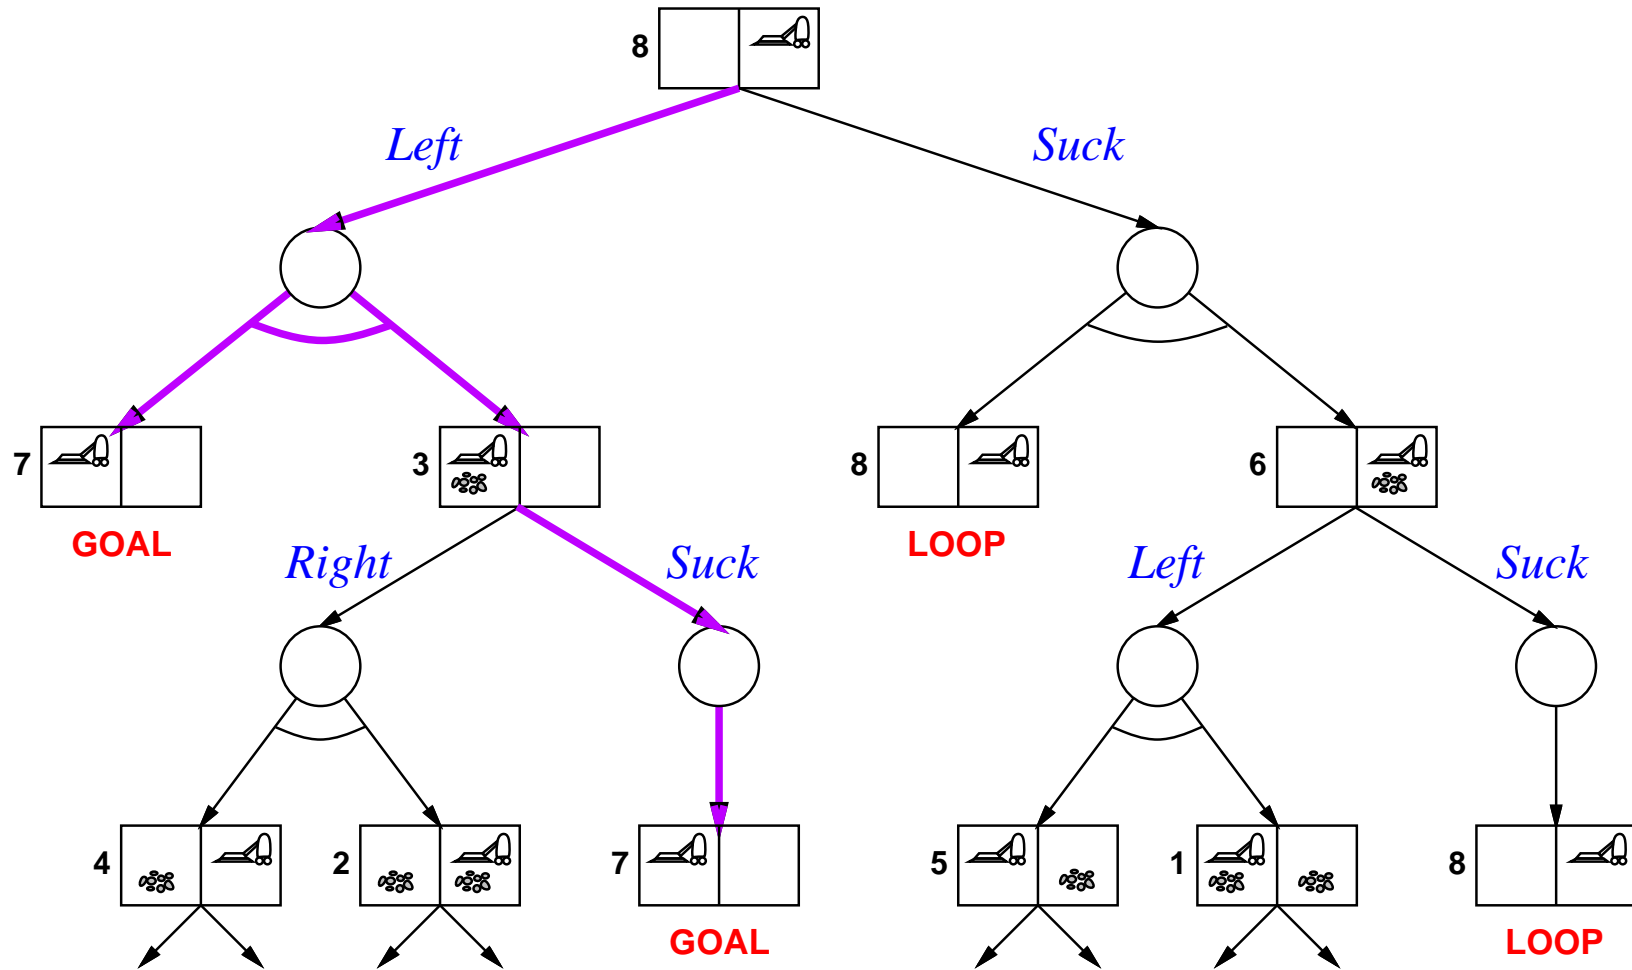 8
Left Suck
7 3 8 6
GOAL LOOP
Right Suck Left Suck
4 2 7 5 1 8
GOAL LOOP